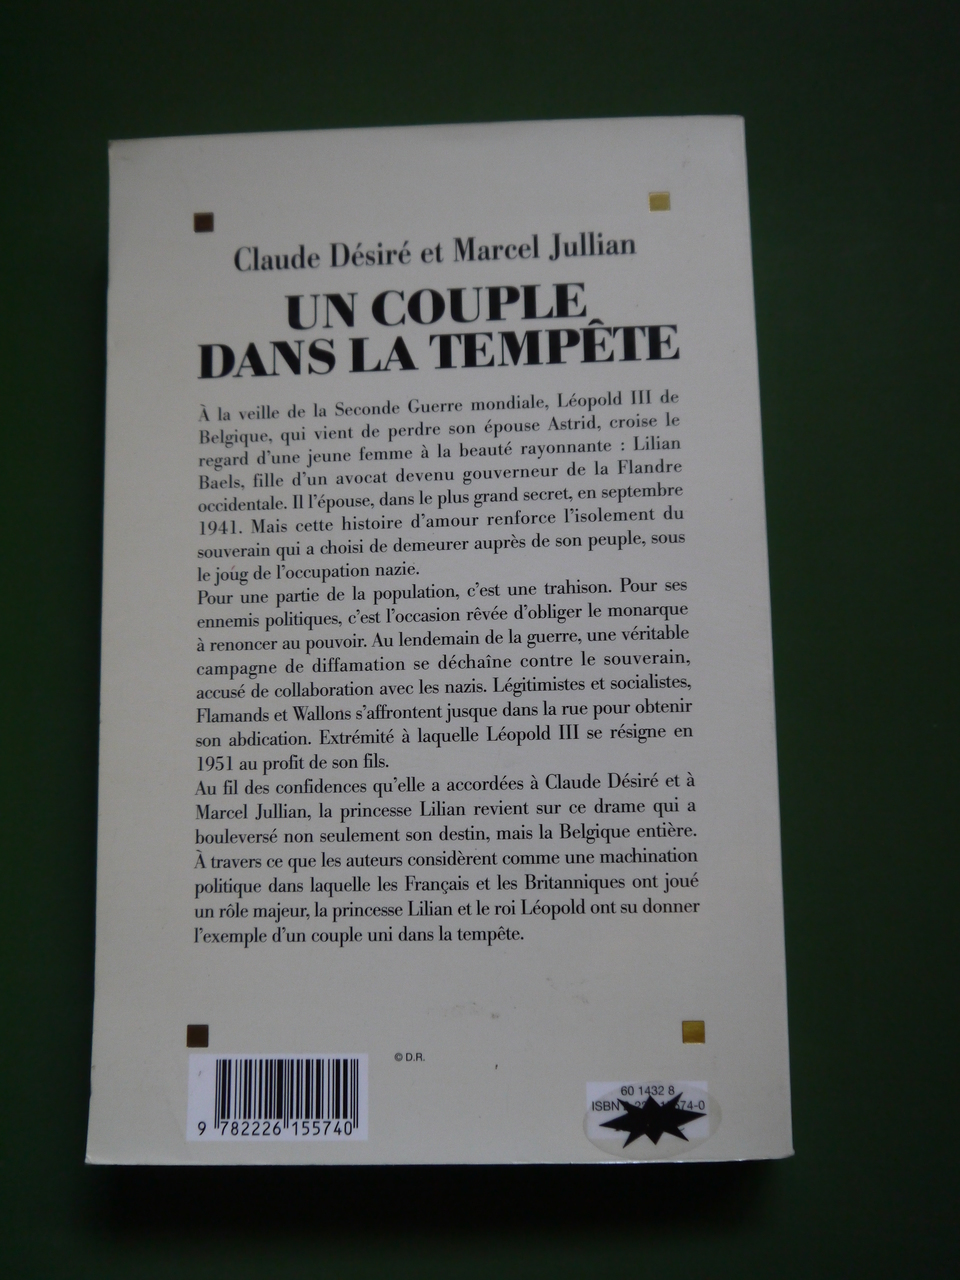 Claude Désiré et Marcel Jullian
UN COUPLE
DANS LA TEMPÊTE
À la veille de la Seconde Guerre mondiale, Léopold III de
Belgique, qui vient de perdre son épouse Astrid, croise le
regard d'une jeune femme à la beauté rayonnante : Lilian
Baels, fille d'un avocat devenu gouverneur de la Flandre
occidentale. Il l'épouse, dans le plus grand secret, en septembre
1941. Mais cette histoire d'amour renforce l'isolement du
souverain qui a choisi de demeurer auprès de son peuple, sous
le joug de l'occupation nazie.
Pour une partie de la population, c'est une trahison. Pour ses
ennemis politiques, c'est l'occasion rêvée d'obliger le monarque
à renoncer au pouvoir. Au lendemain de la guerre, une véritable
campagne de diffamation se déchaîne contre le souverain,
accusé de collaboration avec les nazis. Légitimistes et socialistes,
Flamands et Wallons s'affrontent jusque dans la rue pour obtenir
son abdication. Extrémité à laquelle Léopold III se résigne en
1951 au profit de son fils.
Au fil des confidences qu'elle a accordées à Claude Désiré et à
Marcel Jullian, la princesse Lilian revient sur ce drame qui a
bouleversé non seulement son destin, mais la Belgique entière.
À travers ce que les auteurs considèrent comme une machination
politique dans laquelle les Français et les Britanniques ont joué
un rôle majeur, la princesse Lilian et le roi Léopold ont su donner
l'exemple d'un couple uni dans la tempête.
© D.R.
9 782226 155740
60 1432 8
ISBN